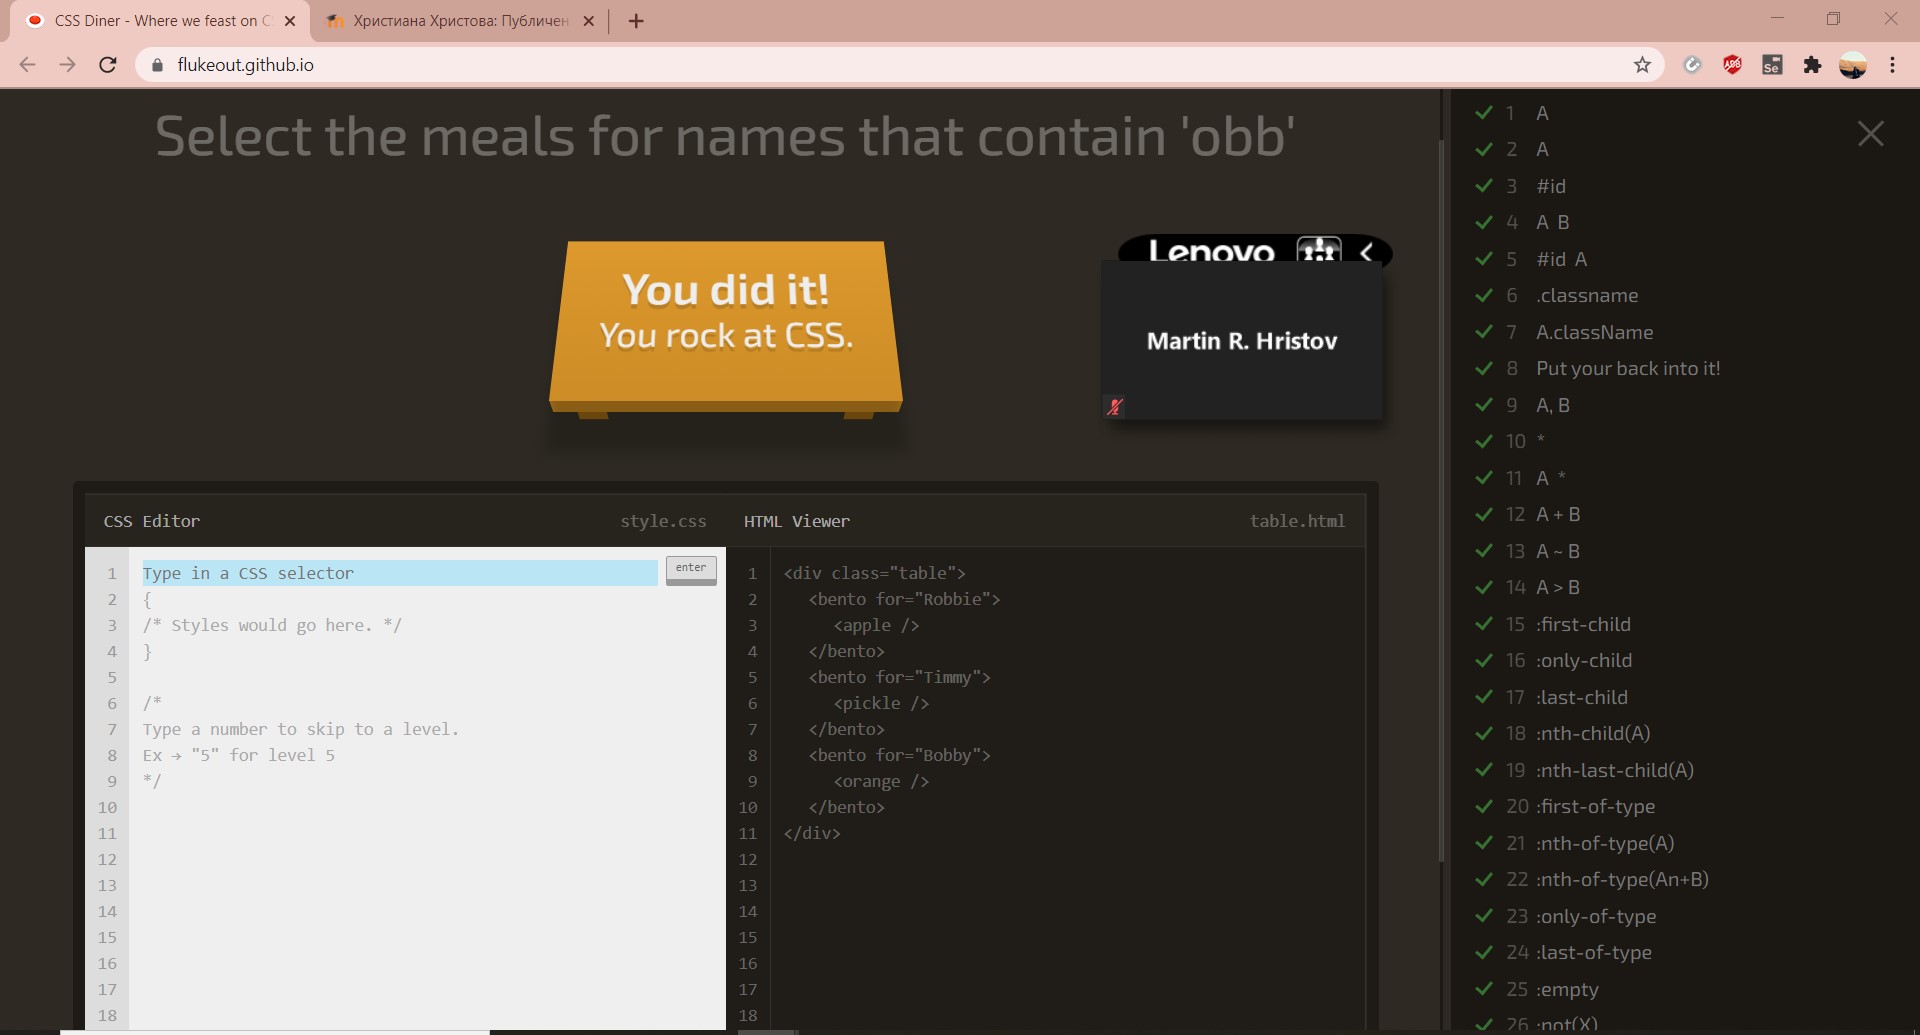 CSS Diner - Where we feast on C
Христиана Христова: Публичен
flukeout.github.io
ABB
Se
Select the meals for names that contain 'obb'
You did it!
You rock at CSS.
Lenovo
Martin R. Hristov
CSS Editor style.css
1 Type in a CSS selector enter
2 {
3 /* Styles would go here. */
4 }
5
6 /*
7 Type a number to skip to a level.
8 Ex → "5" for level 5
9 */
10
11
12
13
14
15
16
17
18
HTML Viewer table.html
1 <div class="table">
2 <bento for="Robbie">
3 <apple />
4 </bento>
5 <bento for="Timmy">
6 <pickle />
7 </bento>
8 <bento for="Bobby">
9 <orange />
10 </bento>
11 </div>
12
13
14
15
16
17
18
1 A
2 A
3 #id
4 A B
5 #id A
6 .classname
7 A.className
8 Put your back into it!
9 A, B
10 *
11 A *
12 A + B
13 A ~ B
14 A > B
15 :first-child
16 :only-child
17 :last-child
18 :nth-child(A)
19 :nth-last-child(A)
20 :first-of-type
21 :nth-of-type(A)
22 :nth-of-type(An+B)
23 :only-of-type
24 :last-of-type
25 :empty
26 :not(X)